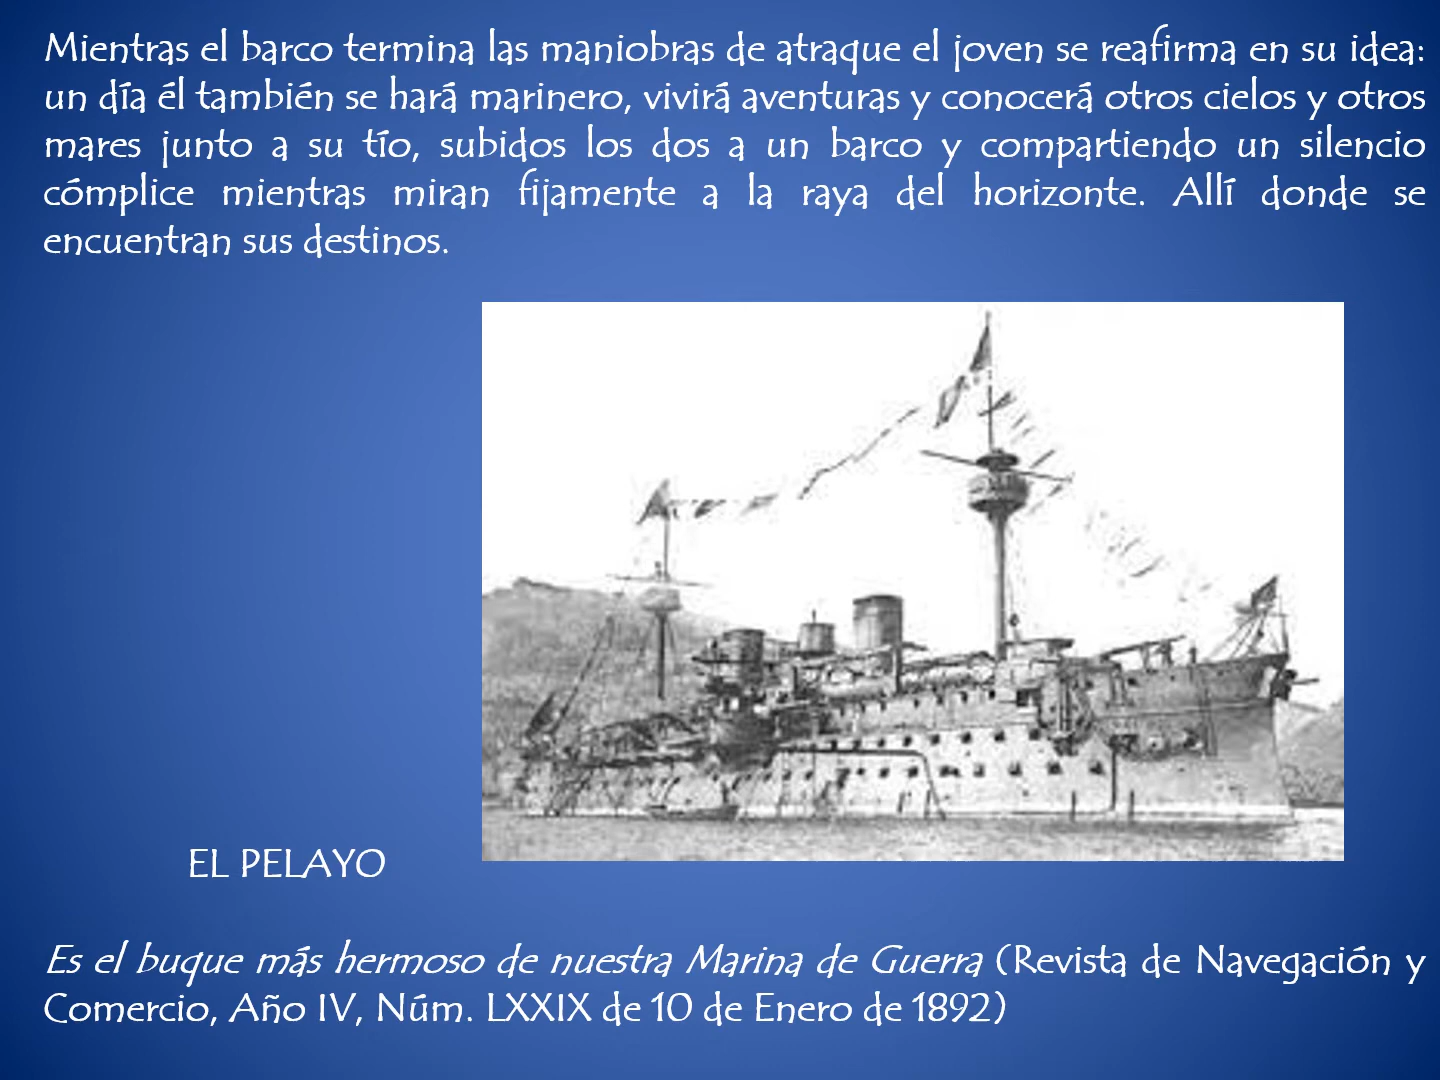 Mientras el barco termina las maniobras de atraque el joven se reafirma en su idea:
un día él también se hará marinero, vivirá aventuras y conocerá otros cielos y otros
mares junto a su tío, subidos los dos a un barco y compartiendo un silencio
cómplice mientras miran fijamente a la raya del horizonte. Allí donde se
encuentran sus destinos.
EL PELAYO
Es el buque más hermoso de nuestra Marina de Guerra (Revista de Navegación y
Comercio, Año IV, Núm. LXXIX de 10 de Enero de 1892)